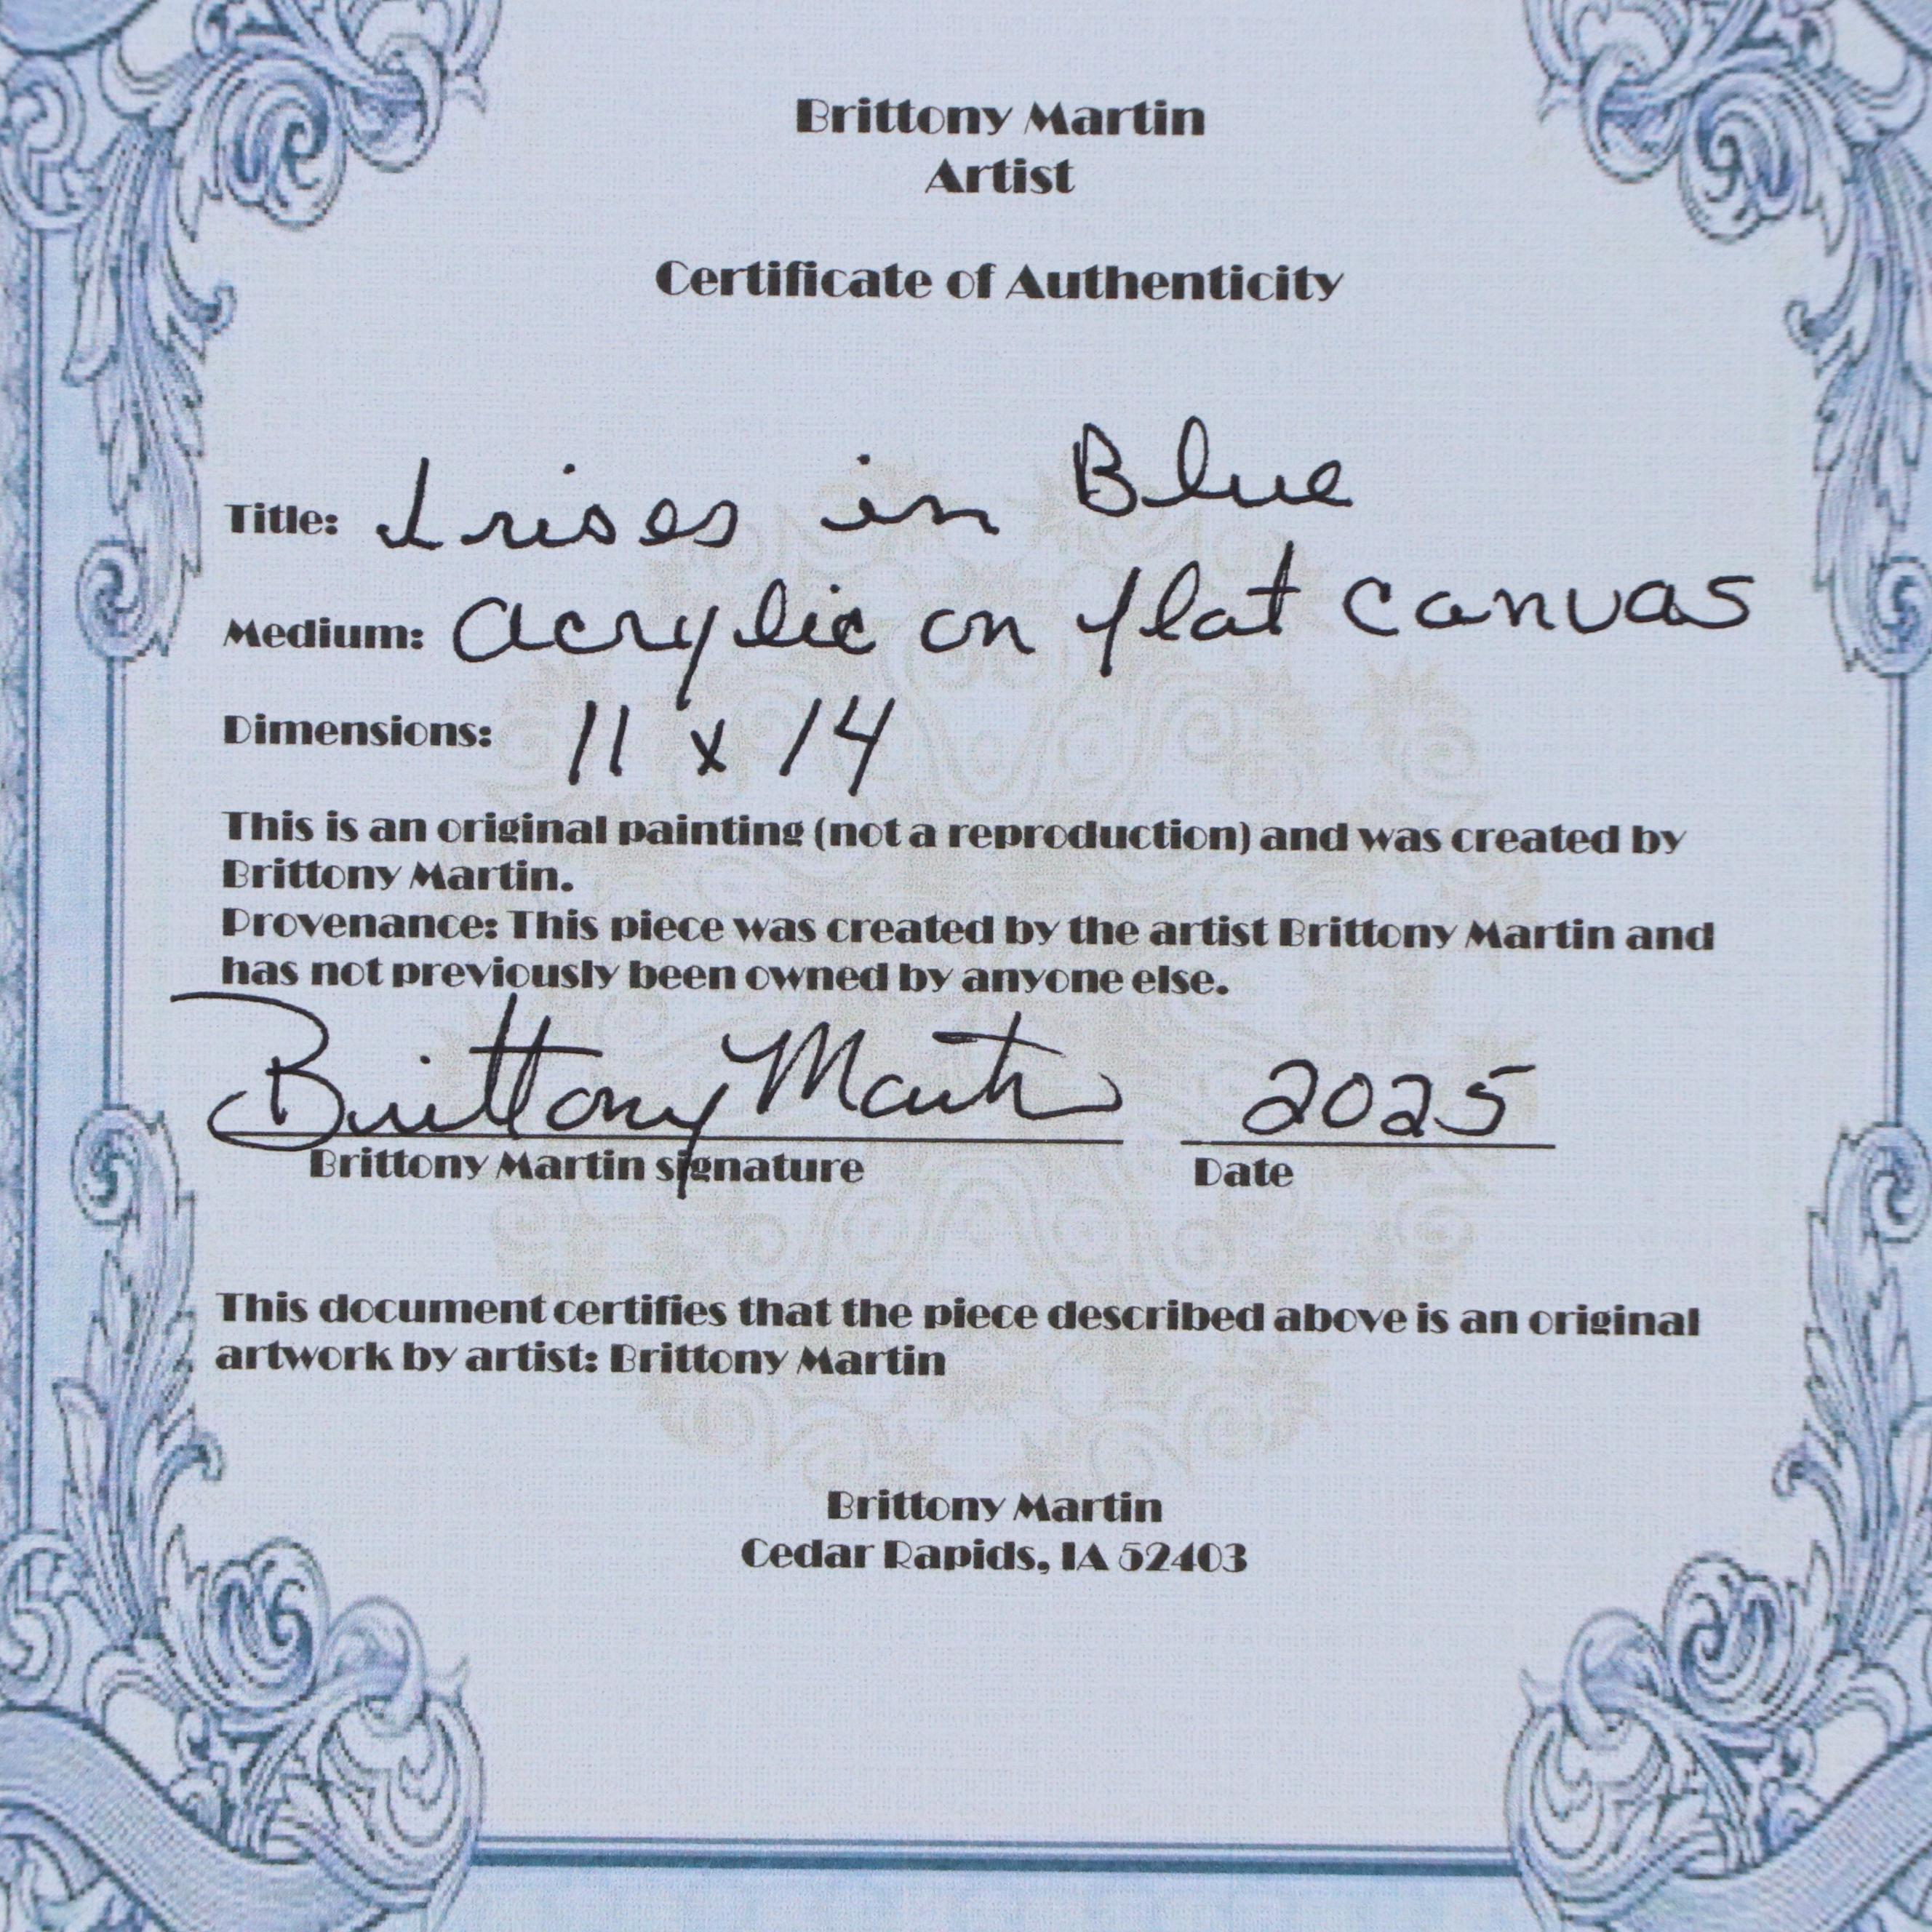 Brittony Martin
Artist
Certificate of Authenticity
Title: Irises in Blue
Medium: acrylic on flat canvas
Dimensions: 11 x 14
This is an original painting (not a reproduction) and was created by
Brittony Martin.
Provenance: This piece was created by the artist Brittony Martin and
has not previously been owned by anyone else.
Brittony Martin 2025
Brittony Martin signature Date
This document certifies that the piece described above is an original
artwork by artist: Brittony Martin
Brittony Martin
Cedar Rapids, IA 52403